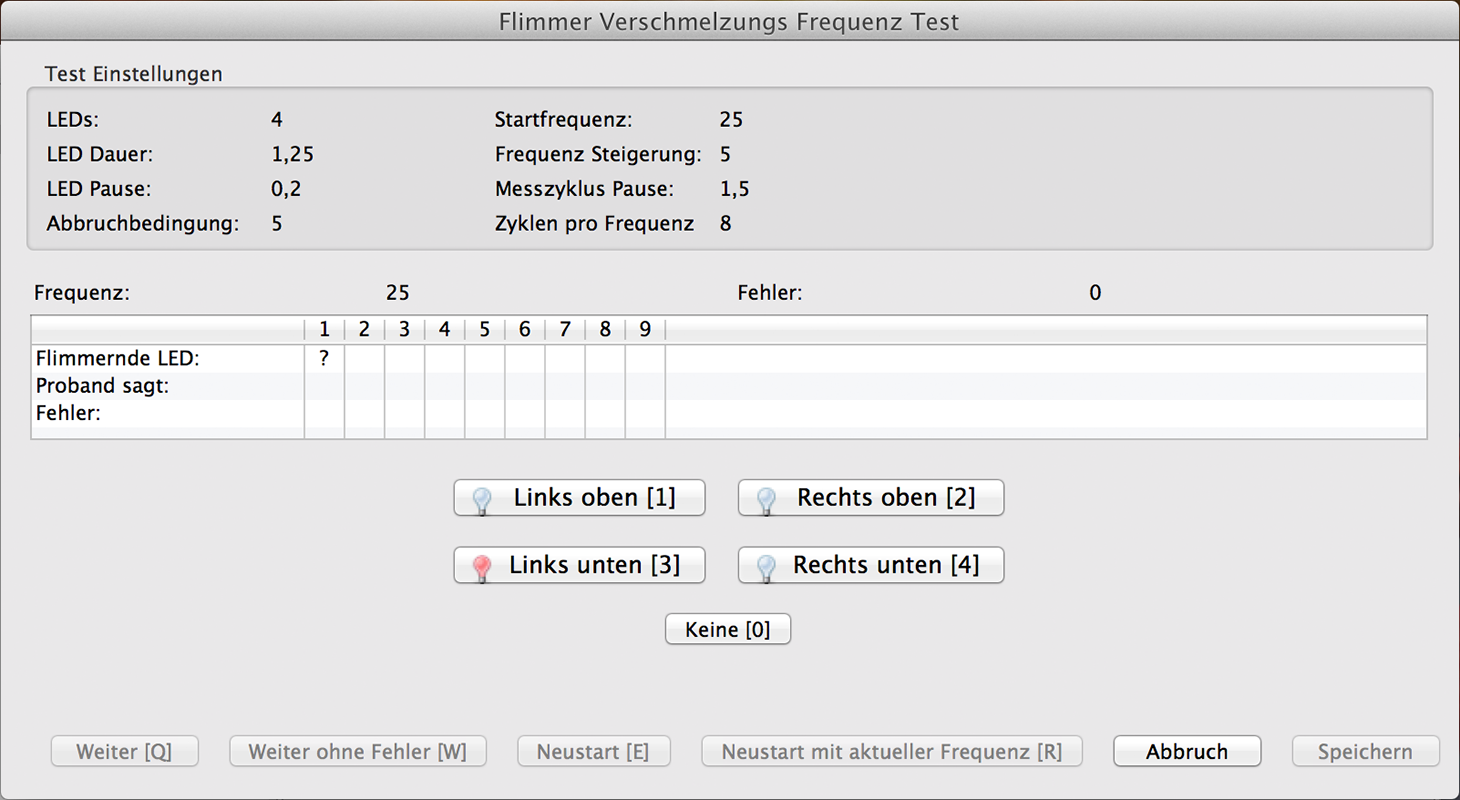 Flimmer Verschmelzungs Frequenz Test
Test Einstellungen
LEDs: 4 Startfrequenz: 25
LED Dauer: 1,25 Frequenz Steigerung: 5
LED Pause: 0,2 Messzyklus Pause: 1,5
Abbruchbedingung: 5 Zyklen pro Frequenz 8
Frequenz: 25 Fehler: 0
1 2 3 4 5 6 7 8 9
Flimmernde LED: ?
Proband sagt:
Fehler:
Links oben [1] Rechts oben [2]
Links unten [3] Rechts unten [4]
Keine [0]
Weiter [Q] Weiter ohne Fehler [W] Neustart [E] Neustart mit aktueller Frequenz [R] Abbruch Speichern